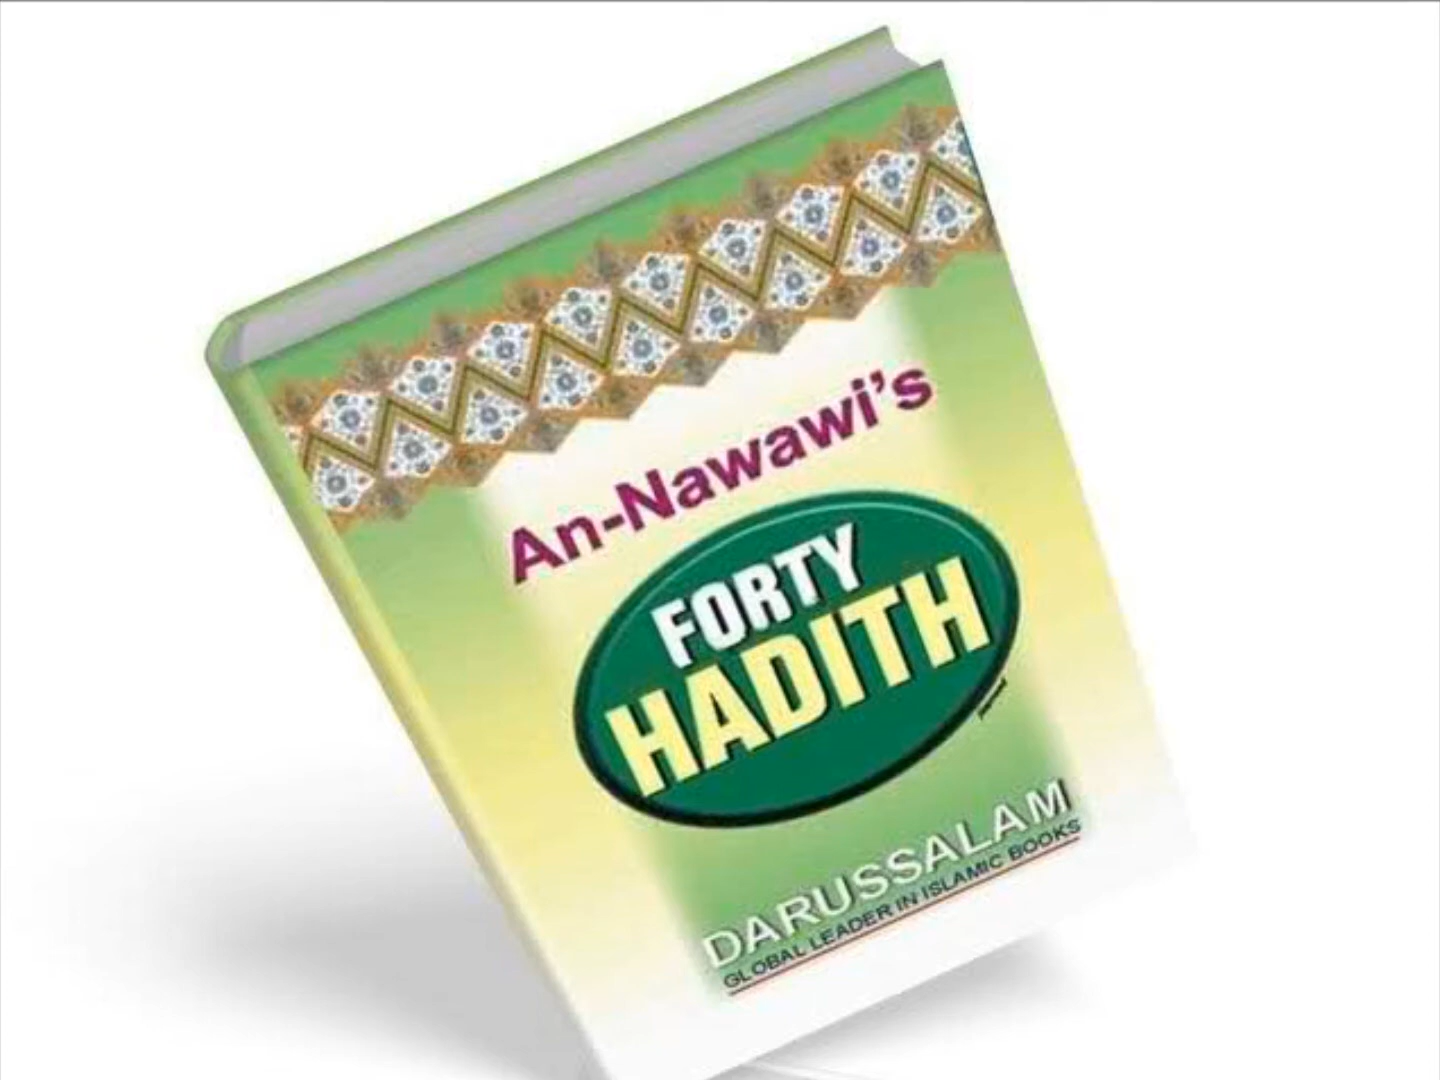 An-Nawawi's
FORTY
HADITH
DARUSSALAM
GLOBAL LEADER IN ISLAMIC BOOKS